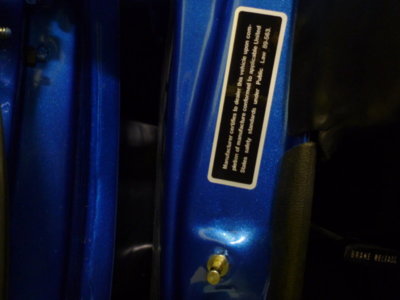 Manufacturer certifies to dealer this vehicle upon com-
pletion of manufacture conformed to applicable United
States safety standards under Public Law 89-563.
BRAKE RELEASE